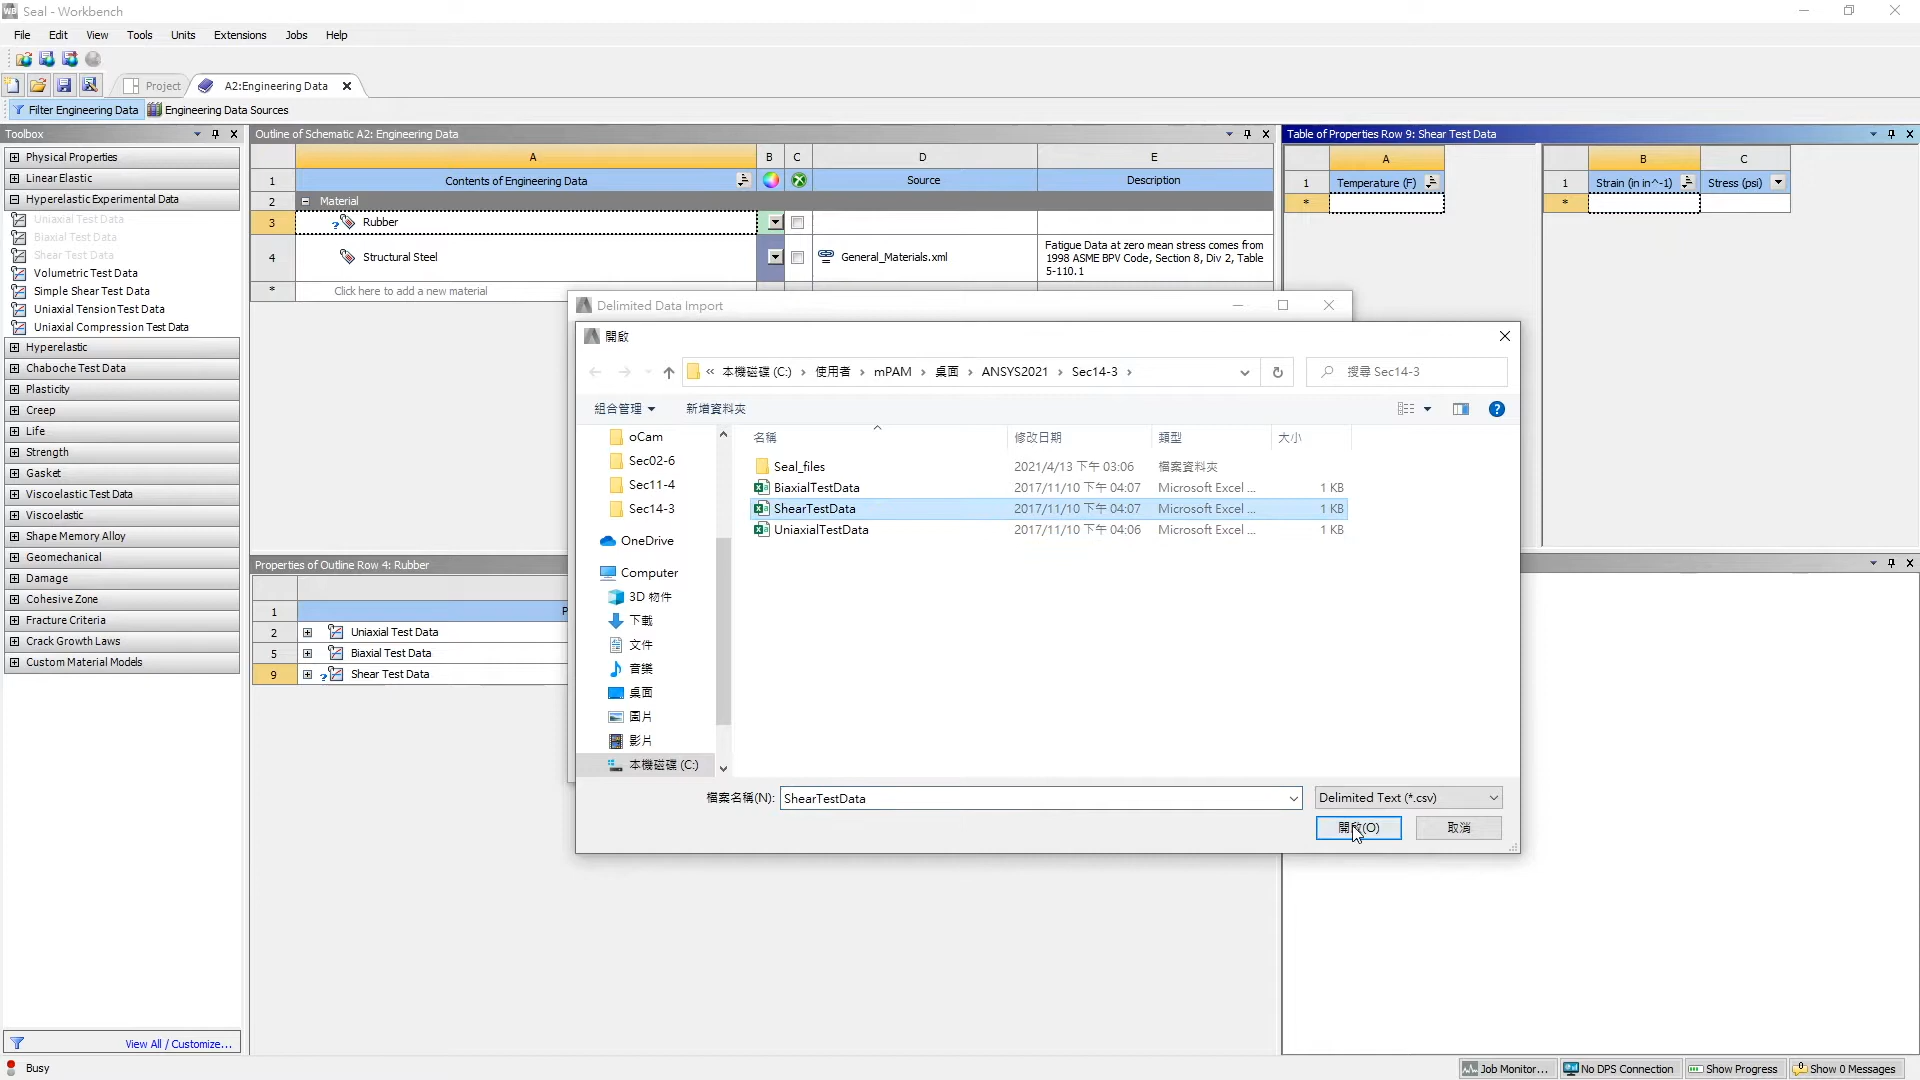 Seal - Workbench
File Edit View Tools Units Extensions Jobs Help
Project A2:Engineering Data
Filter Engineering Data Engineering Data Sources
Toolbox
Physical Properties
Linear Elastic
Hyperelastic Experimental Data
Uniaxial Test Data
Biaxial Test Data
Shear Test Data
Volumetric Test Data
Simple Shear Test Data
Uniaxial Tension Test Data
Uniaxial Compression Test Data
Hyperelastic
Chaboche Test Data
Plasticity
Creep
Life
Strength
Gasket
Viscoelastic Test Data
Viscoelastic
Shape Memory Alloy
Geomechanical
Damage
Cohesive Zone
Fracture Criteria
Crack Growth Laws
Custom Material Models
View All / Customize...
Outline of Schematic A2: Engineering Data
A B C D E
1 Contents of Engineering Data Source Description
2 Material
3 ? Rubber
4 Structural Steel General_Materials.xml Fatigue Data at zero mean stress comes from
1998 ASME BPV Code, Section 8, Div 2, Table
5-110.1
* Click here to add a new material
Table of Properties Row 9: Shear Test Data
A B C
1 Temperature (F) 1 Strain (in in^-1) Stress (psi)
* *
Properties of Outline Row 4: Rubber
1 P
2 Uniaxial Test Data
5 Biaxial Test Data
9 ? Shear Test Data
Delimited Data Import
開啟
« 本機磁碟 (C:) › 使用者 › mPAM › 桌面 › ANSYS2021 › Sec14-3 › 搜尋 Sec14-3
組合管理 新增資料夾 ?
oCam
Sec02-6
Sec11-4
Sec14-3
OneDrive
Computer
3D 物件
下載
文件
音樂
桌面
圖片
影片
本機磁碟 (C:)
名稱 修改日期 類型 大小
Seal_files 2021/4/13 下午 03:06 檔案資料夾
BiaxialTestData 2017/11/10 下午 04:07 Microsoft Excel ... 1 KB
ShearTestData 2017/11/10 下午 04:07 Microsoft Excel ... 1 KB
UniaxialTestData 2017/11/10 下午 04:06 Microsoft Excel ... 1 KB
檔案名稱(N): ShearTestData Delimited Text (*.csv)
開啟(O) 取消
Busy Job Monitor... No DPS Connection Show Progress Show 0 Messages